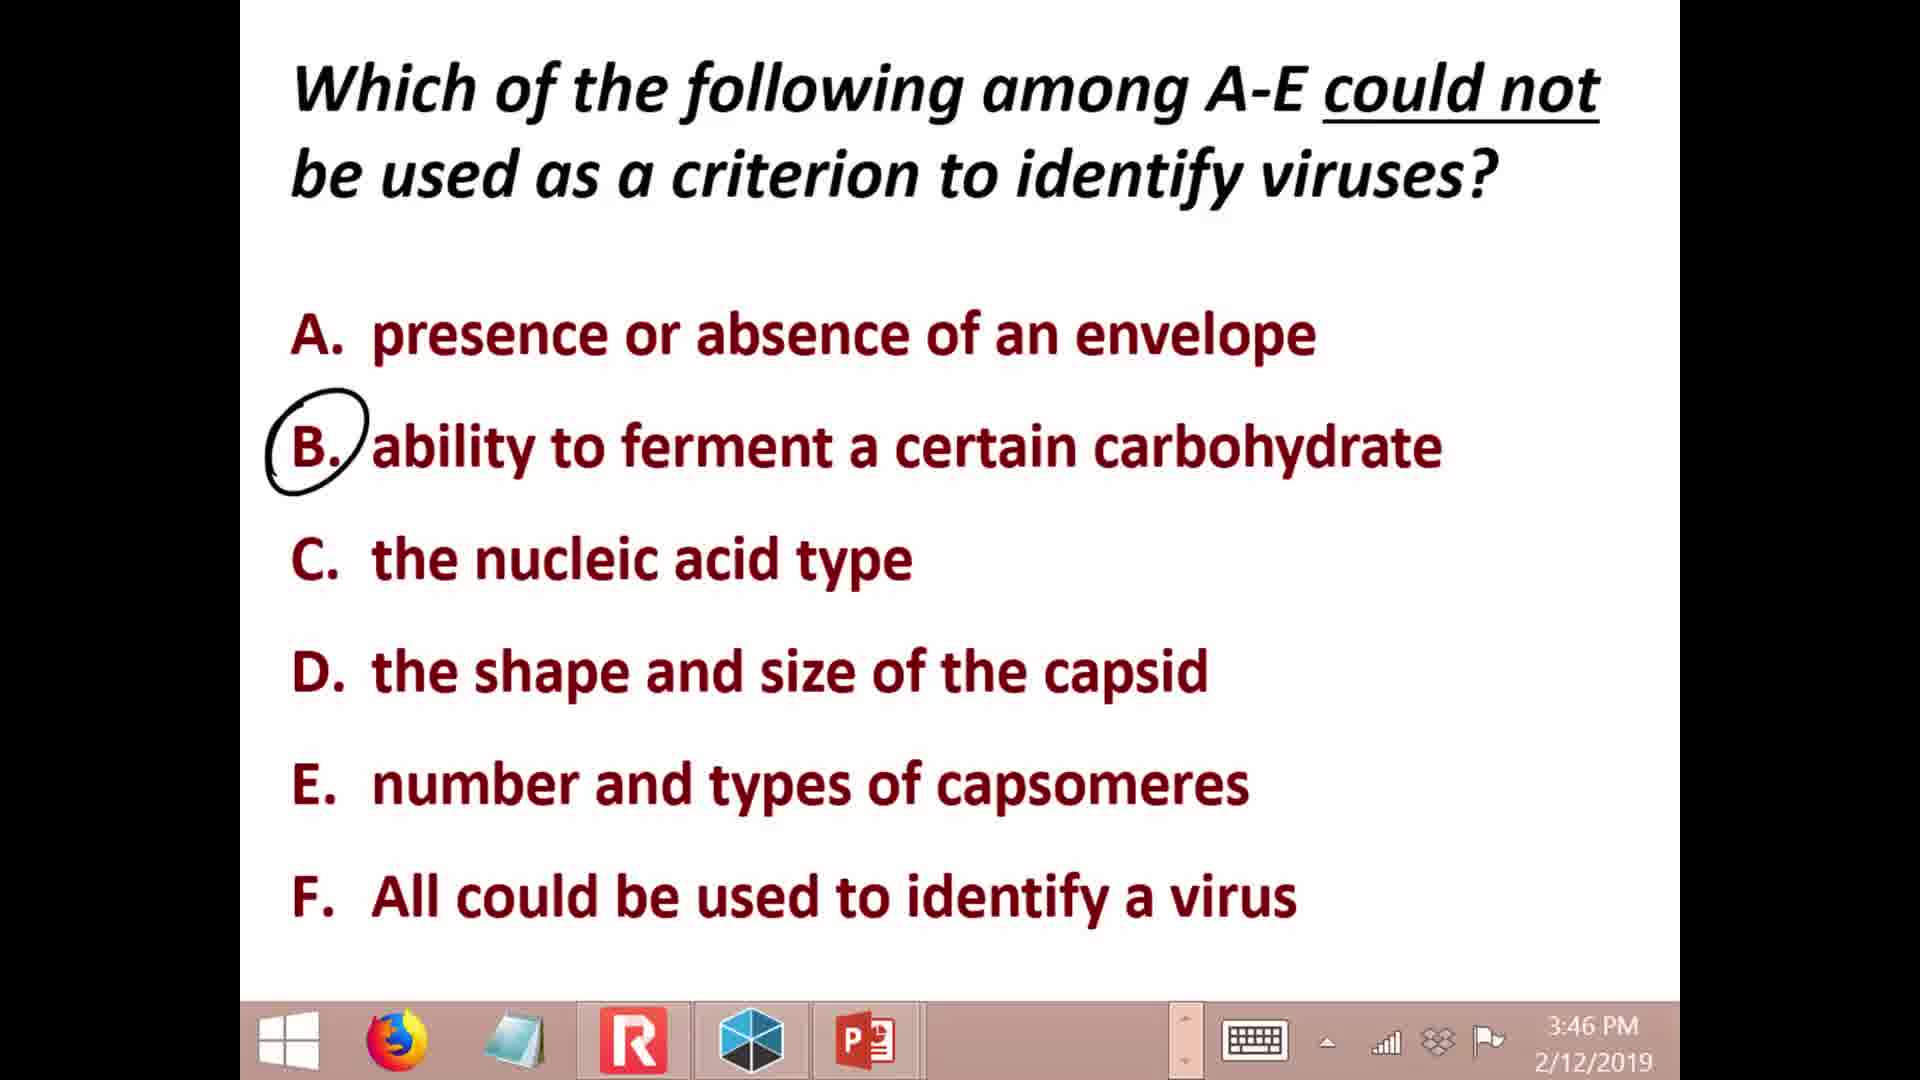 Which of the following among A-E could not
be used as a criterion to identify viruses?
A. presence or absence of an envelope
B. ability to ferment a certain carbohydrate
C. the nucleic acid type
D. the shape and size of the capsid
E. number and types of capsomeres
F. All could be used to identify a virus
R
P
3:46 PM
2/12/2019